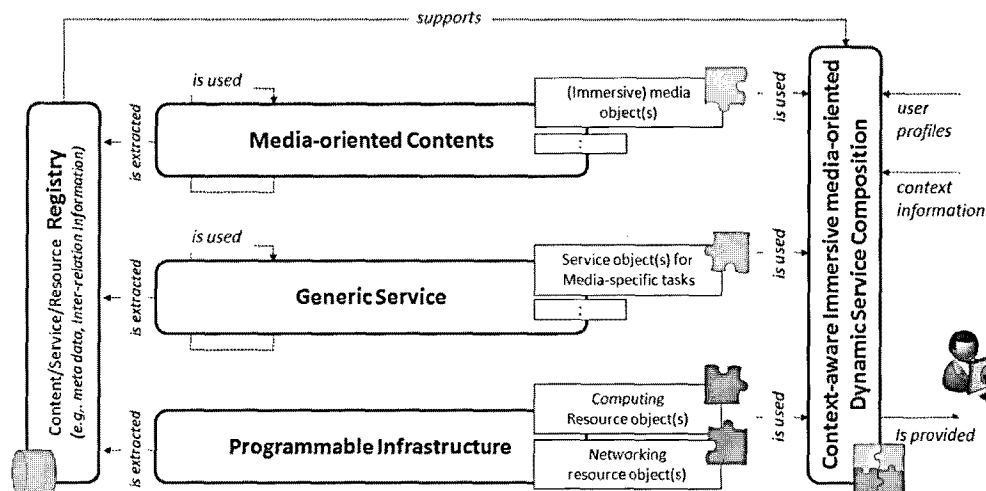 supports
Content/Service/Resource Registry
(e.g,. meta data, Inter-relation Information)
is extracted
is used
Media-oriented Contents
(Immersive) media
object(s)
:
is used
is extracted
is used
Generic Service
Service object(s) for
Media-specific tasks
:
is used
is extracted
Programmable Infrastructure
Computing
Resource object(s)
Networking
resource object(s)
is used
Context-aware Immersive media-oriented
Dynamic Service Composition
user
profiles
context
information
Is provided